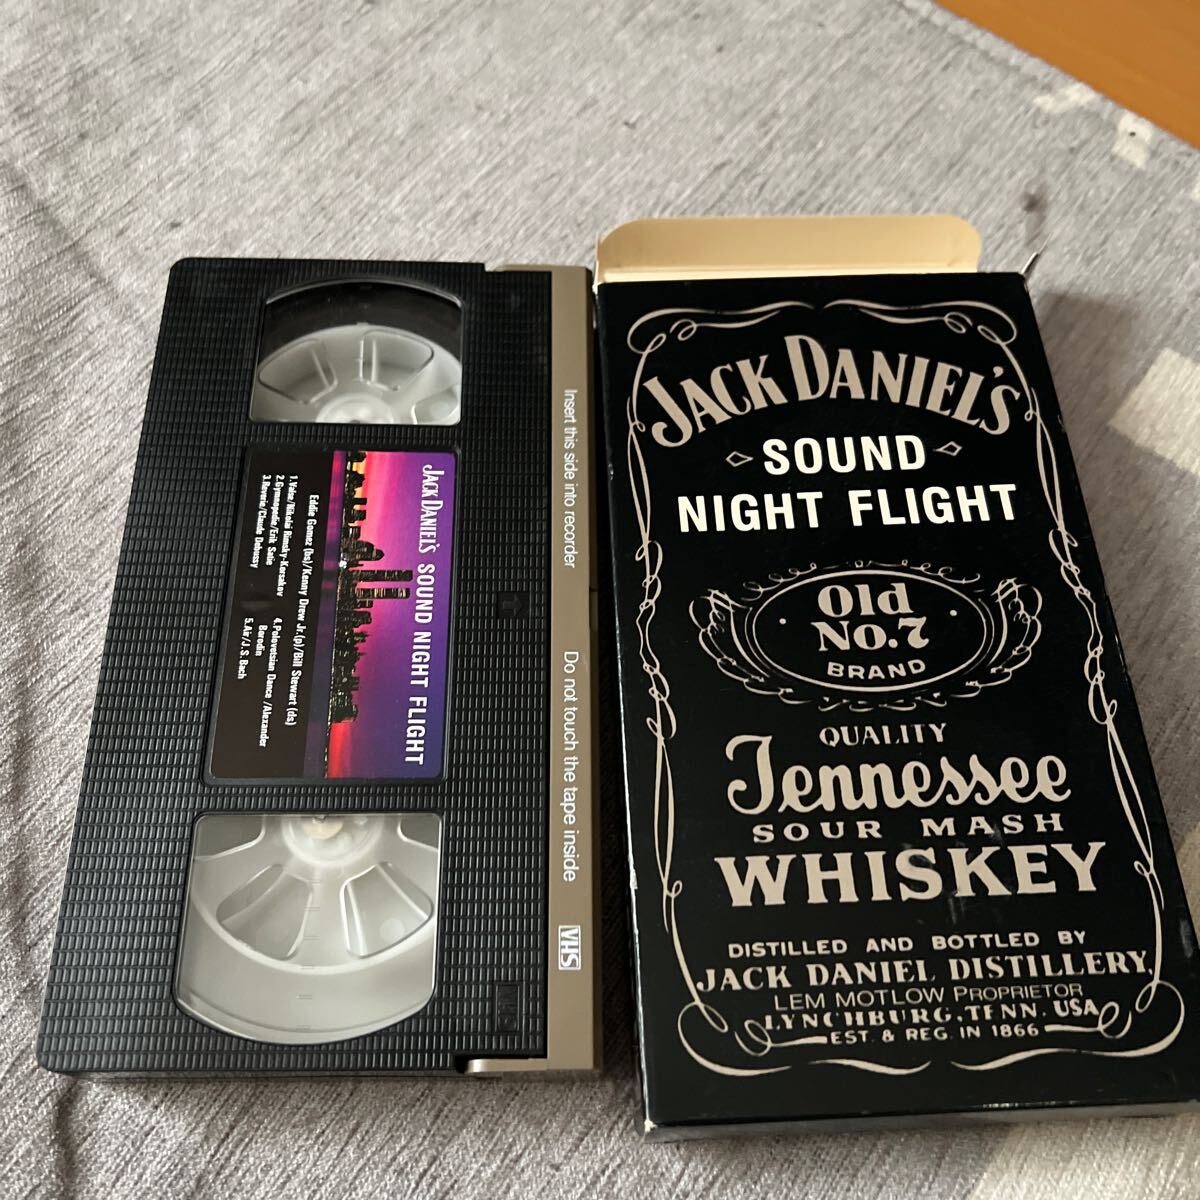 JACK DANIEL'S SOUND NIGHT FLIGHT
Eddie Gomez (bs)/Kenny Drew Jr.(p)/Bill Stewart (ds)
1.Valse/Nikolai Rimsky-Korsakov
2.Gymnopedie/Erik Satie
3.Reverie/Claude Debussy
4.Polovetsian Dance /Alexander
Borodin
5.Air/J.S. Bach
Insert this side into recorder
Do not touch the tape inside
VHS
JACK DANIEL'S
SOUND
NIGHT FLIGHT
Old
No.7
BRAND
QUALITY
Tennessee
SOUR MASH
WHISKEY
DISTILLED AND BOTTLED BY
JACK DANIEL DISTILLERY,
LEM MOTLOW PROPRIETOR
LYNCHBURG, TENN. USA
EST. & REG. IN 1866